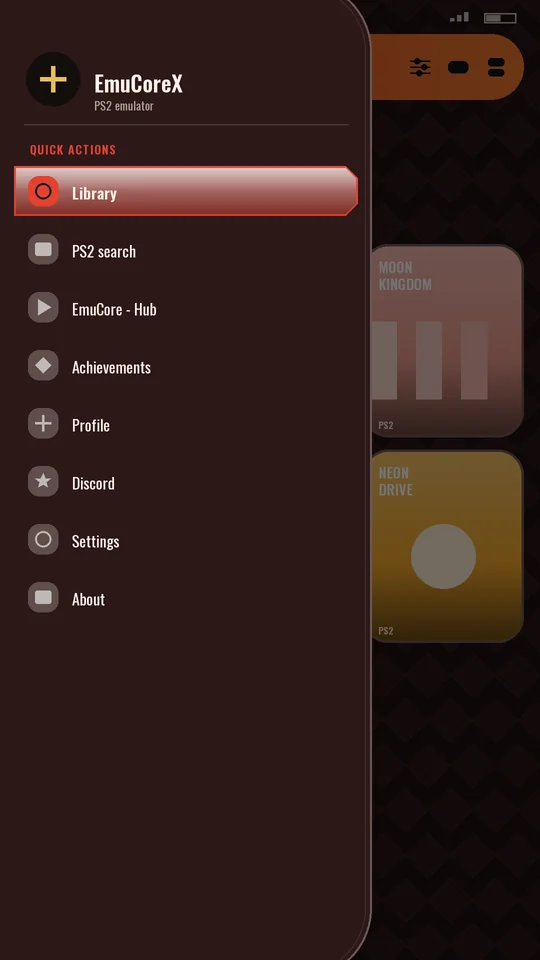 EmuCoreX
PS2 emulator
QUICK ACTIONS
Library
PS2 search
EmuCore - Hub
Achievements
Profile
Discord
Settings
About
MOON
KINGDOM
PS2
NEON
DRIVE
PS2